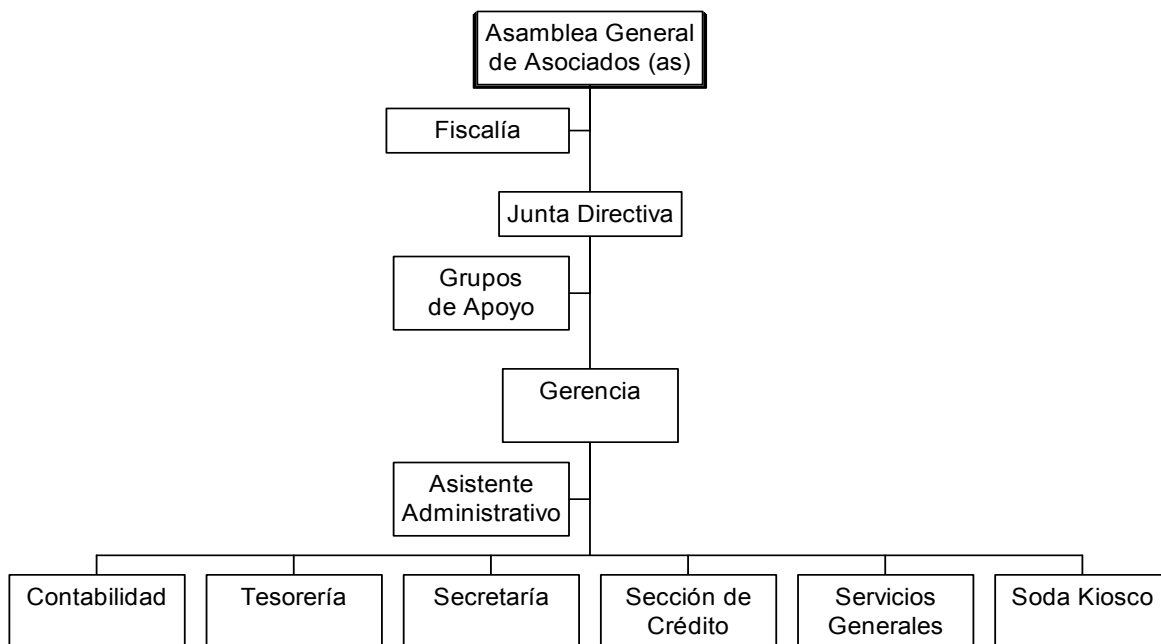 Asamblea General
de Asociados (as)
Fiscalía
Junta Directiva
Grupos
de Apoyo
Gerencia
Asistente
Administrativo
Contabilidad
Tesorería
Secretaría
Sección de
Crédito
Servicios
Generales
Soda Kiosco